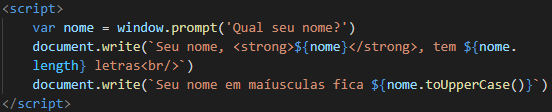 <script>
var nome = window.prompt('Qual seu nome?')
document.write(`Seu nome, <strong>${nome}</strong>, tem ${nome.
length} letras<br/>`)
document.write(`Seu nome em maíusculas fica ${nome.toUpperCase()}`)
</script>